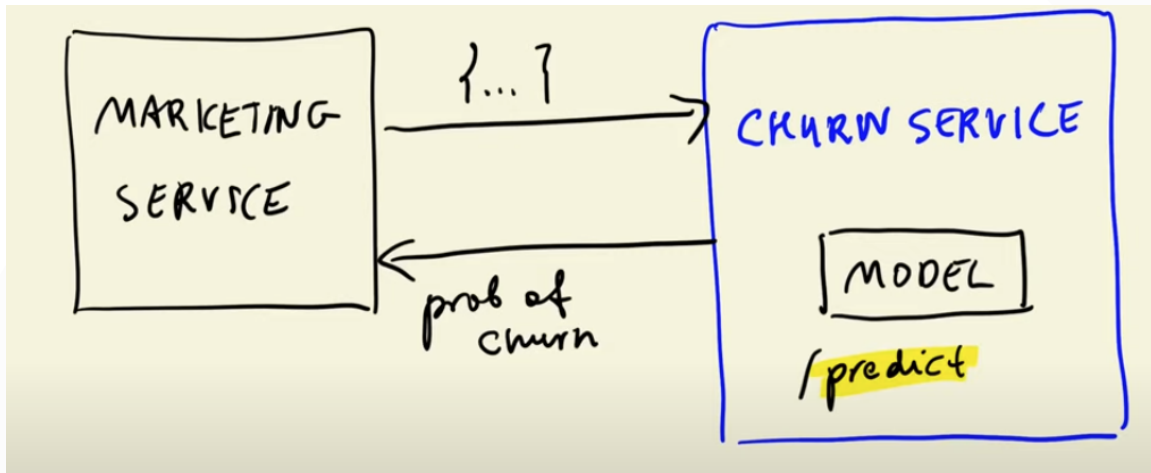 MARKETING
SERVICE
{...}
prob of
churn
CHURN SERVICE
MODEL
/predict